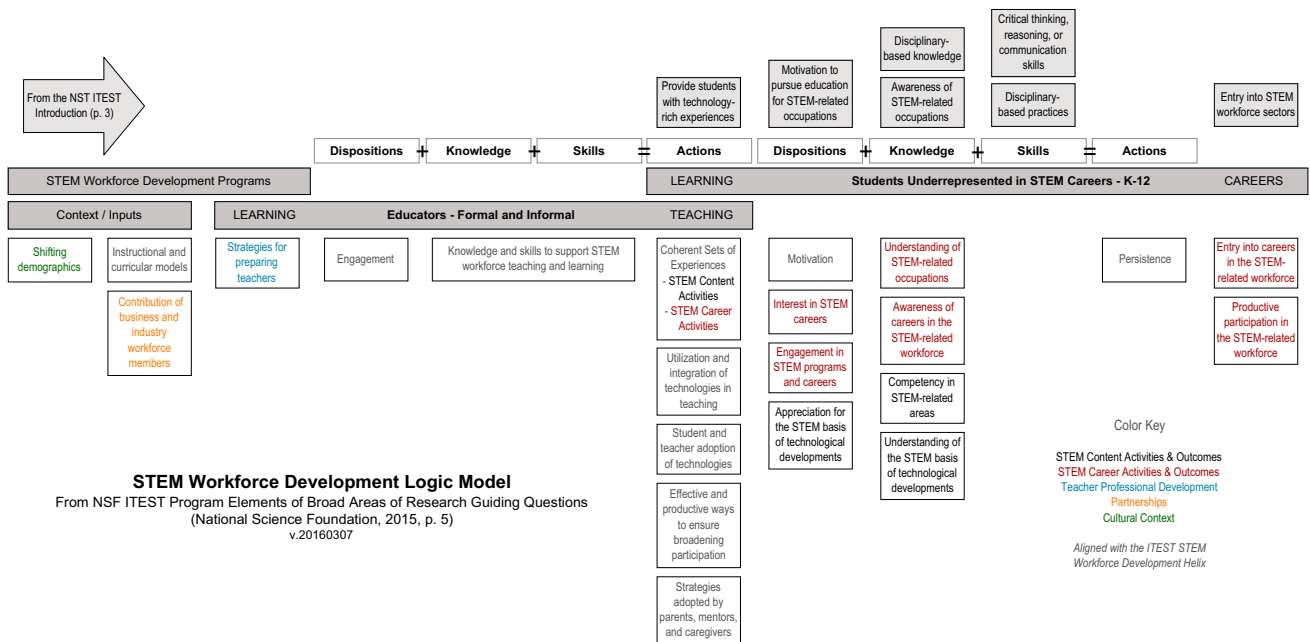 From the NST ITEST
Introduction (p. 3)
Provide students
with technology-
rich experiences
Motivation to
pursue education
for STEM-related
occupations
Disciplinary-
based knowledge
Awareness of
STEM-related
occupations
Critical thinking,
reasoning, or
communication
skills
Disciplinary-
based practices
Entry into STEM
workforce sectors
Dispositions + Knowledge + Skills = Actions Dispositions + Knowledge + Skills = Actions
STEM Workforce Development Programs
LEARNING Students Underrepresented in STEM Careers - K-12 CAREERS
Context / Inputs
LEARNING Educators - Formal and Informal TEACHING
Shifting
demographics
Instructional and
curricular models
Contribution of
business and
industry
workforce
members
Strategies for
preparing
teachers
Engagement
Knowledge and skills to support STEM
workforce teaching and learning
Coherent Sets of
Experiences
- STEM Content
Activities
- STEM Career
Activities
Utilization and
integration of
technologies in
teaching
Student and
teacher adoption
of technologies
Effective and
productive ways
to ensure
broadening
participation
Strategies
adopted by
parents, mentors,
and caregivers
Motivation
Interest in STEM
careers
Engagement in
STEM programs
and careers
Appreciation for
the STEM basis
of technological
developments
Understanding of
STEM-related
occupations
Awareness of
careers in the
STEM-related
workforce
Competency in
STEM-related
areas
Understanding of
the STEM basis
of technological
developments
Persistence
Entry into careers
in the STEM-
related workforce
Productive
participation in
the STEM-related
workforce
STEM Workforce Development Logic Model
From NSF ITEST Program Elements of Broad Areas of Research Guiding Questions
(National Science Foundation, 2015, p. 5)
v.20160307
Color Key
STEM Content Activities & Outcomes
STEM Career Activities & Outcomes
Teacher Professional Development
Partnerships
Cultural Context
Aligned with the ITEST STEM
Workforce Development Helix